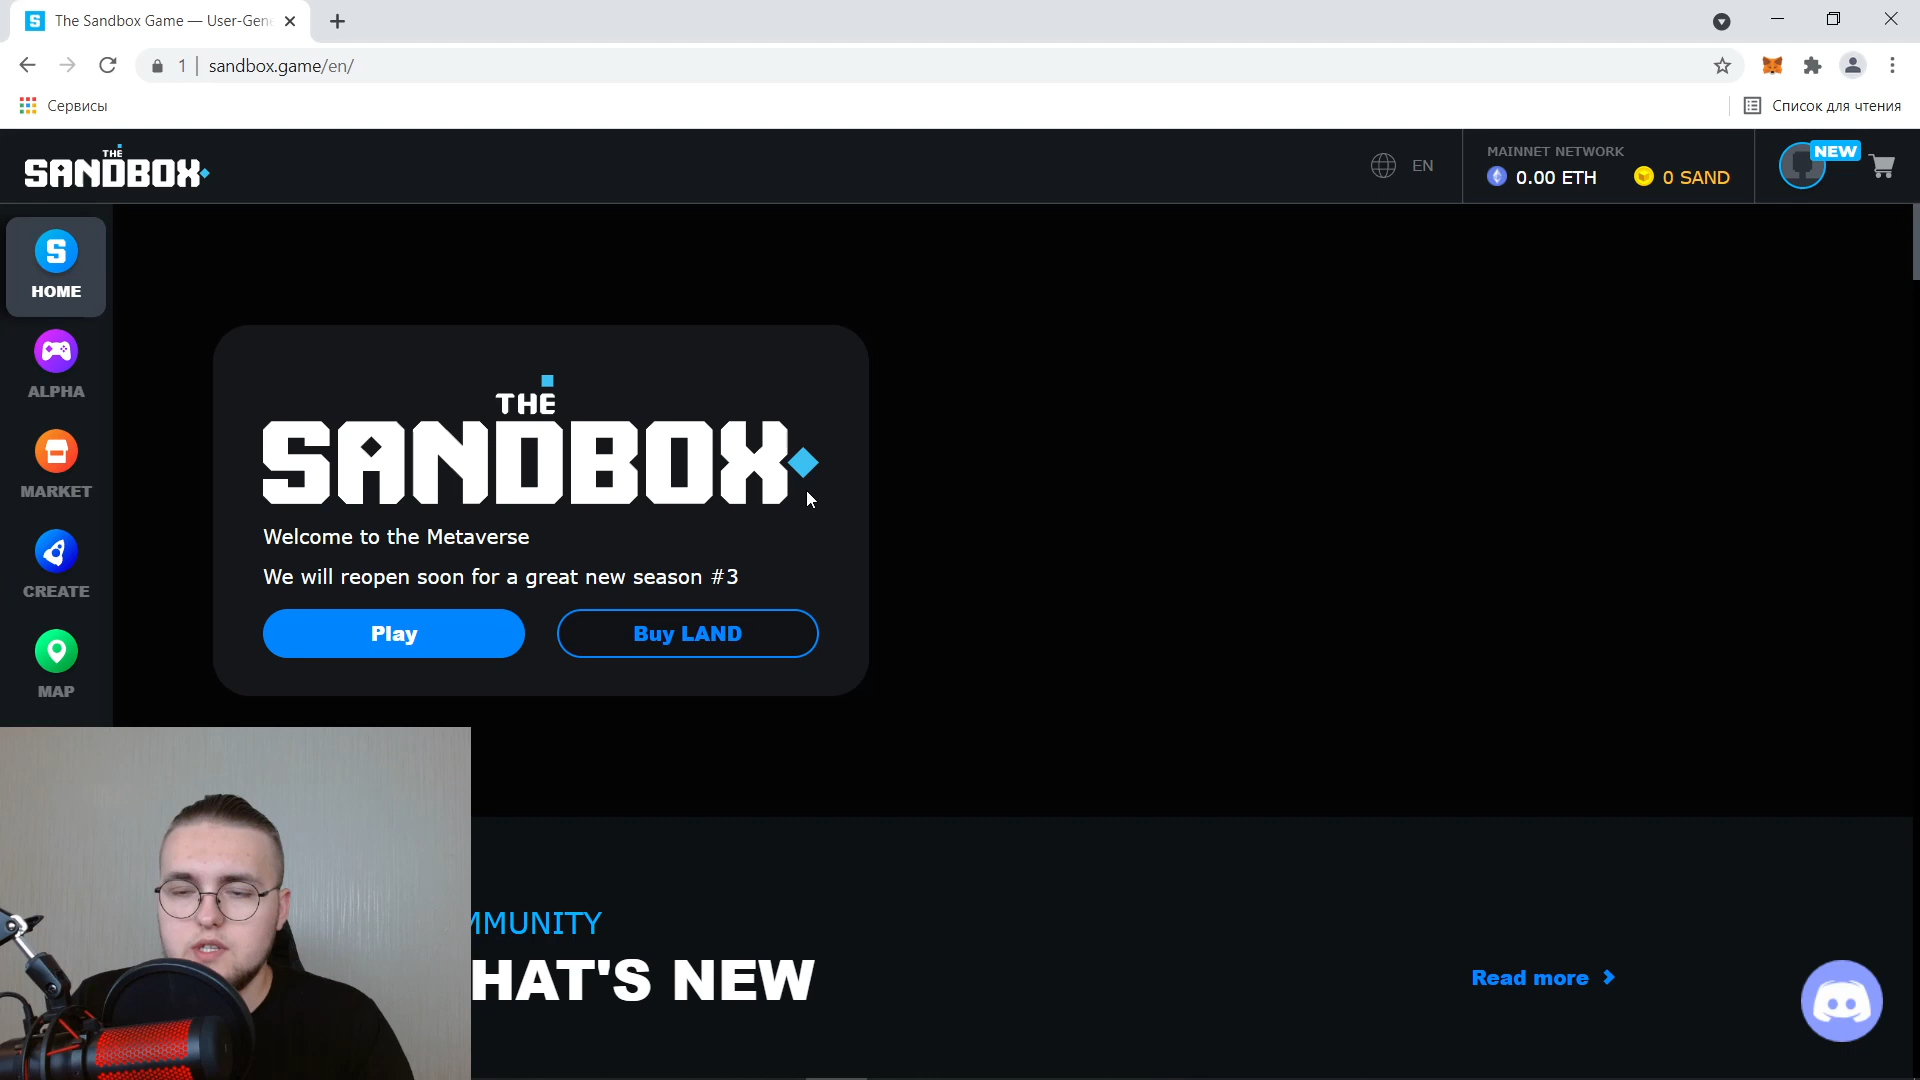 The Sandbox Game — User-Gen
1 | sandbox.game/en/
Сервисы
Список для чтения
THE SANDBOX
EN
MAINNET NETWORK
0.00 ETH 0 SAND
NEW
S
HOME
ALPHA
MARKET
CREATE
MAP
THE
SANDBOX
Welcome to the Metaverse
We will reopen soon for a great new season #3
Play
Buy LAND
MMUNITY
HAT'S NEW
Read more